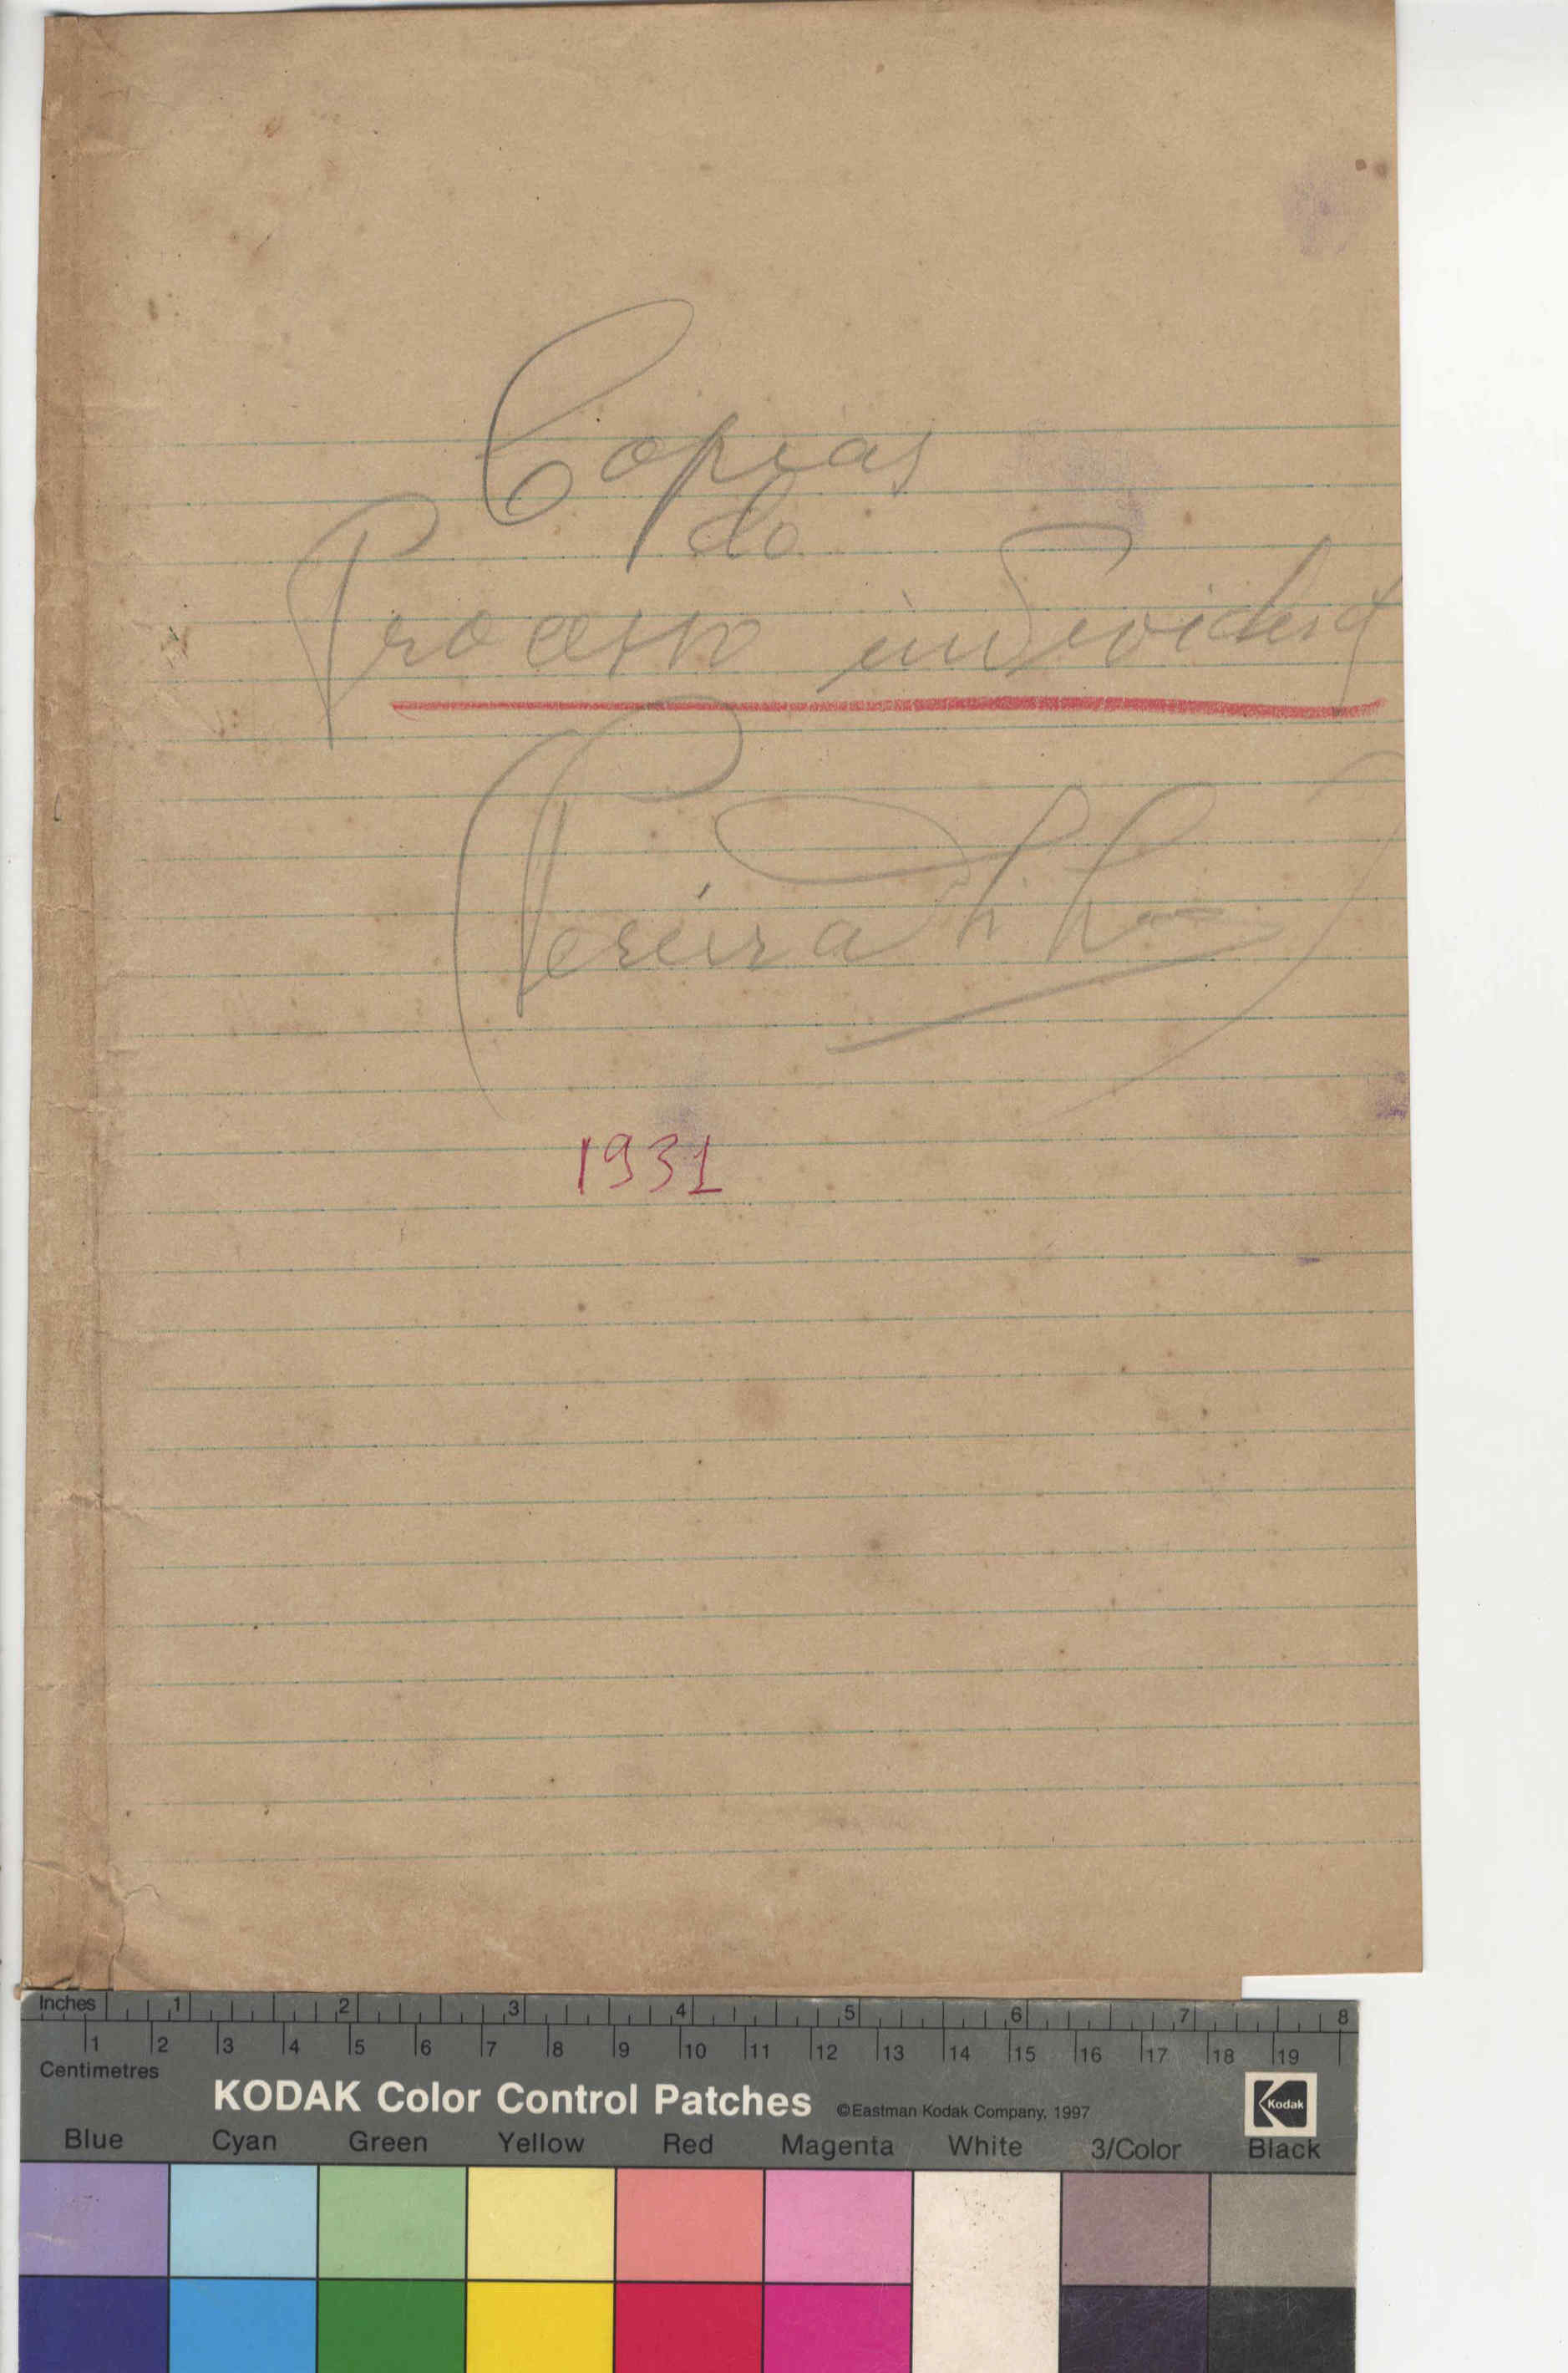 Copias
do
Processo individual
(Pereira Filho)
1931
Inches 1 2 3 4 5 6 7 8
1 2 3 4 5 6 7 8 9 10 11 12 13 14 15 16 17 18 19
Centimetres
KODAK Color Control Patches ©Eastman Kodak Company, 1997 Kodak
Blue Cyan Green Yellow Red Magenta White 3/Color Black